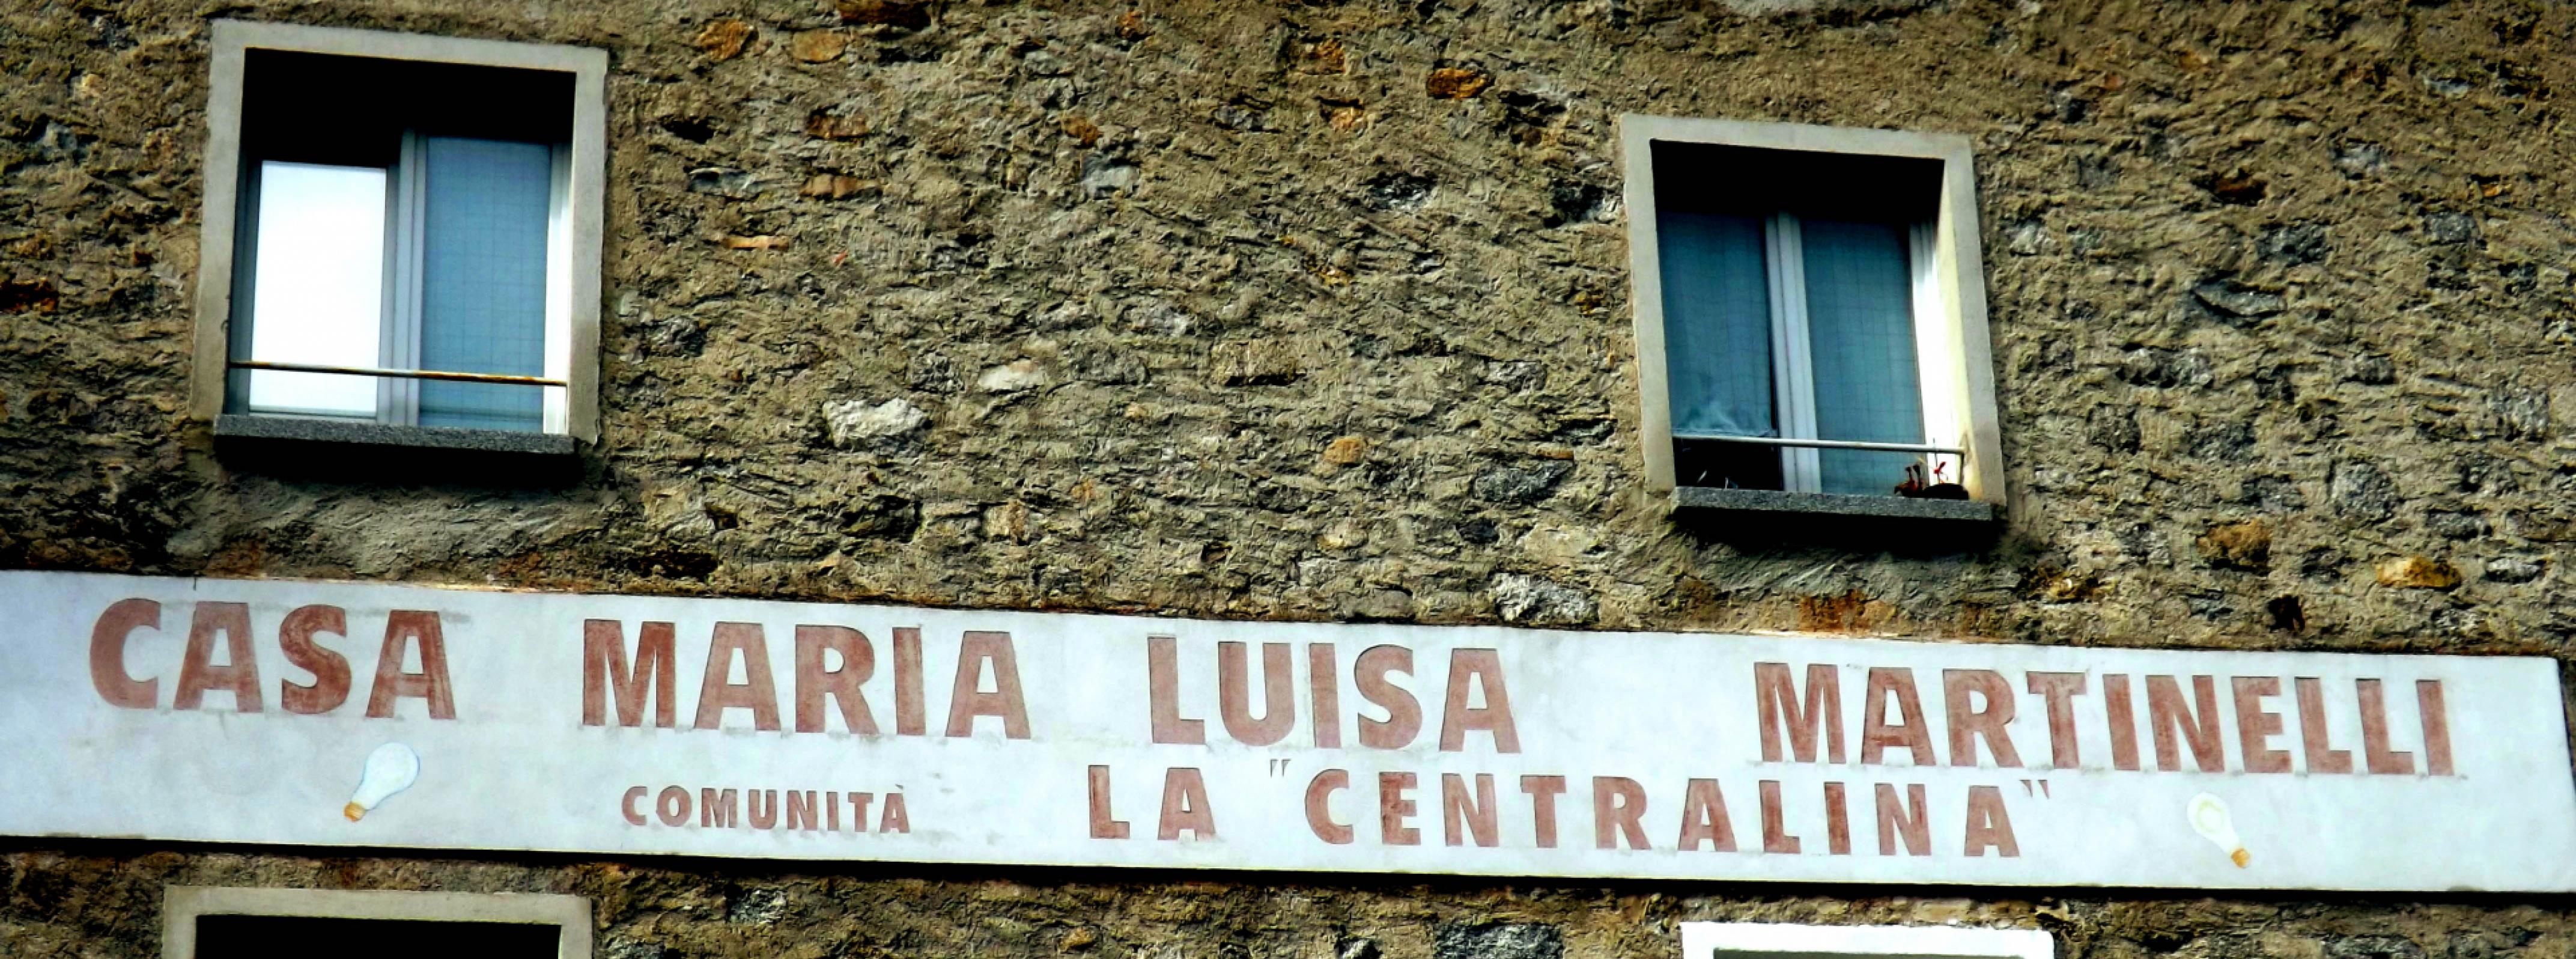 CASA MARIA LUISA MARTINELLI
COMUNITÀ LA "CENTRALINA"